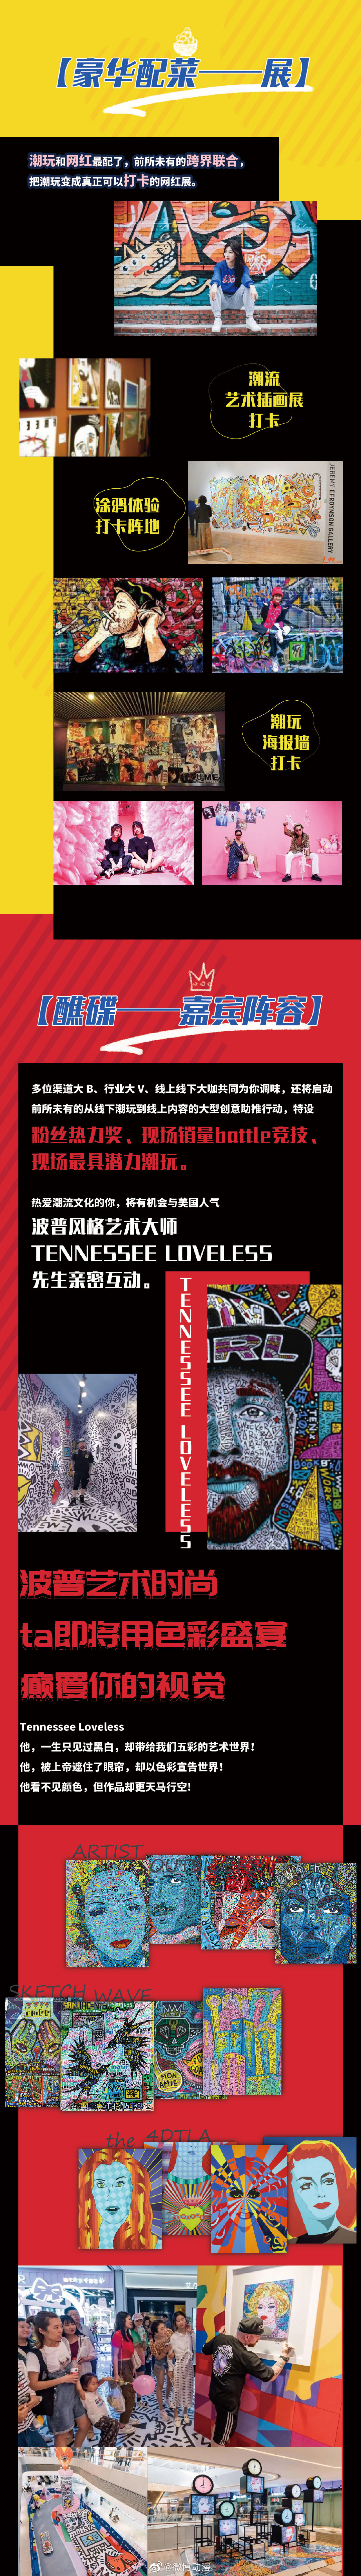 【豪华配菜——展】
潮玩和网红最配了，前所未有的跨界联合，
把潮玩变成真正可以打卡的网红展。
潮流
艺术插画展
打卡
涂鸦体验
打卡阵地
JEREMY EFROYMSON GALLERY
潮玩
海报墙
打卡
【醮碟——嘉宾阵容】
多位渠道大 B、行业大 V、线上线下大咖共同为你调味，还将启动
前所未有的从线下潮玩到线上内容的大型创意助推行动，特设
粉丝热力奖、现场销量battle竞技、
现场最具潜力潮玩。
热爱潮流文化的你，将有机会与美国人气
波普风格艺术大师
TENNESSEE LOVELESS
先生亲密互动。
TENNESSEE LOVELESS
波普艺术时尚
ta即将用色彩盛宴
癫覆你的视觉
Tennessee Loveless
他，一生只见过黑白，却带给我们五彩的艺术世界！
他，被上帝遮住了眼帘，却以色彩宣告世界！
他看不见颜色，但作品却更天马行空!
ARTIST
SKETCH WAVE
MON
AMIE
the 4DTLA